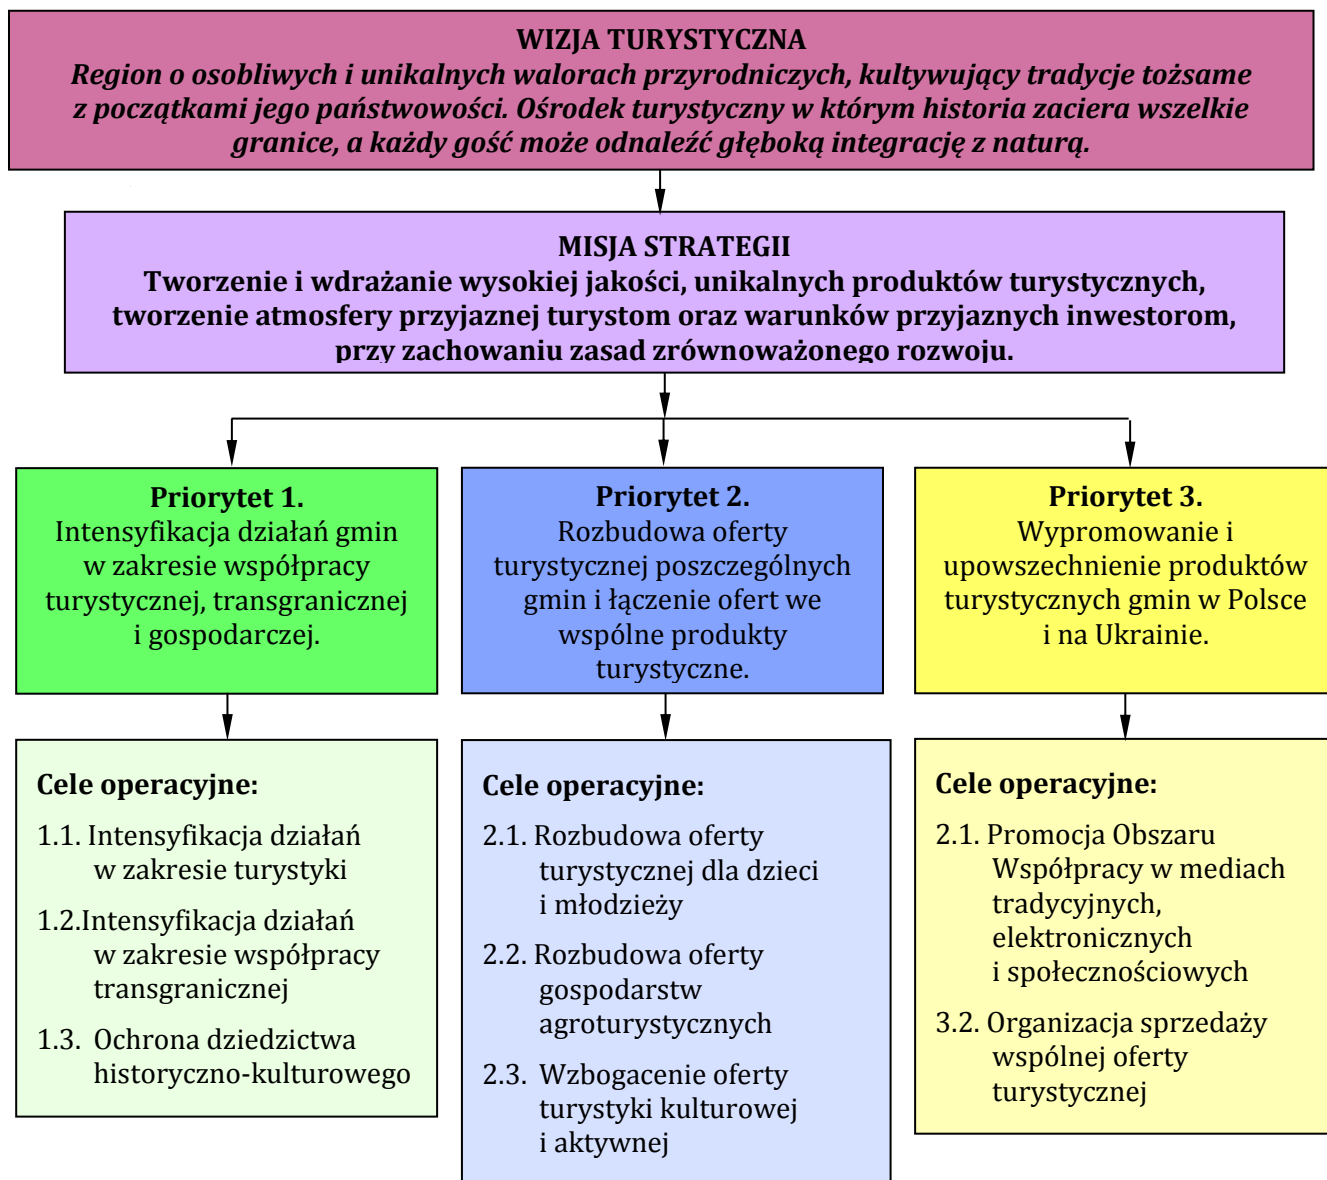 WIZJA TURYSTYCZNA
Region o osobliwych i unikalnych walorach przyrodniczych, kultywujący tradycje tożsame
z początkami jego państwowości. Ośrodek turystyczny w którym historia zaciera wszelkie
granice, a każdy gość może odnaleźć głęboką integrację z naturą.
MISJA STRATEGII
Tworzenie i wdrażanie wysokiej jakości, unikalnych produktów turystycznych,
tworzenie atmosfery przyjaznej turystom oraz warunków przyjaznych inwestorom,
przy zachowaniu zasad zrównoważonego rozwoju.
Priorytet 1.
Intensyfikacja działań gmin
w zakresie współpracy
turystycznej, transgranicznej
i gospodarczej.
Priorytet 2.
Rozbudowa oferty
turystycznej poszczególnych
gmin i łączenie ofert we
wspólne produkty
turystyczne.
Priorytet 3.
Wypromowanie i
upowszechnienie produktów
turystycznych gmin w Polsce
i na Ukrainie.
Cele operacyjne:
1.1. Intensyfikacja działań
w zakresie turystyki
1.2.Intensyfikacja działań
w zakresie współpracy
transgranicznej
1.3. Ochrona dziedzictwa
historyczno-kulturowego
Cele operacyjne:
2.1. Rozbudowa oferty
turystycznej dla dzieci
i młodzieży
2.2. Rozbudowa oferty
gospodarstw
agroturystycznych
2.3. Wzbogacenie oferty
turystyki kulturowej
i aktywnej
Cele operacyjne:
2.1. Promocja Obszaru
Współpracy w mediach
tradycyjnych,
elektronicznych
i społecznościowych
3.2. Organizacja sprzedaży
wspólnej oferty
turystycznej